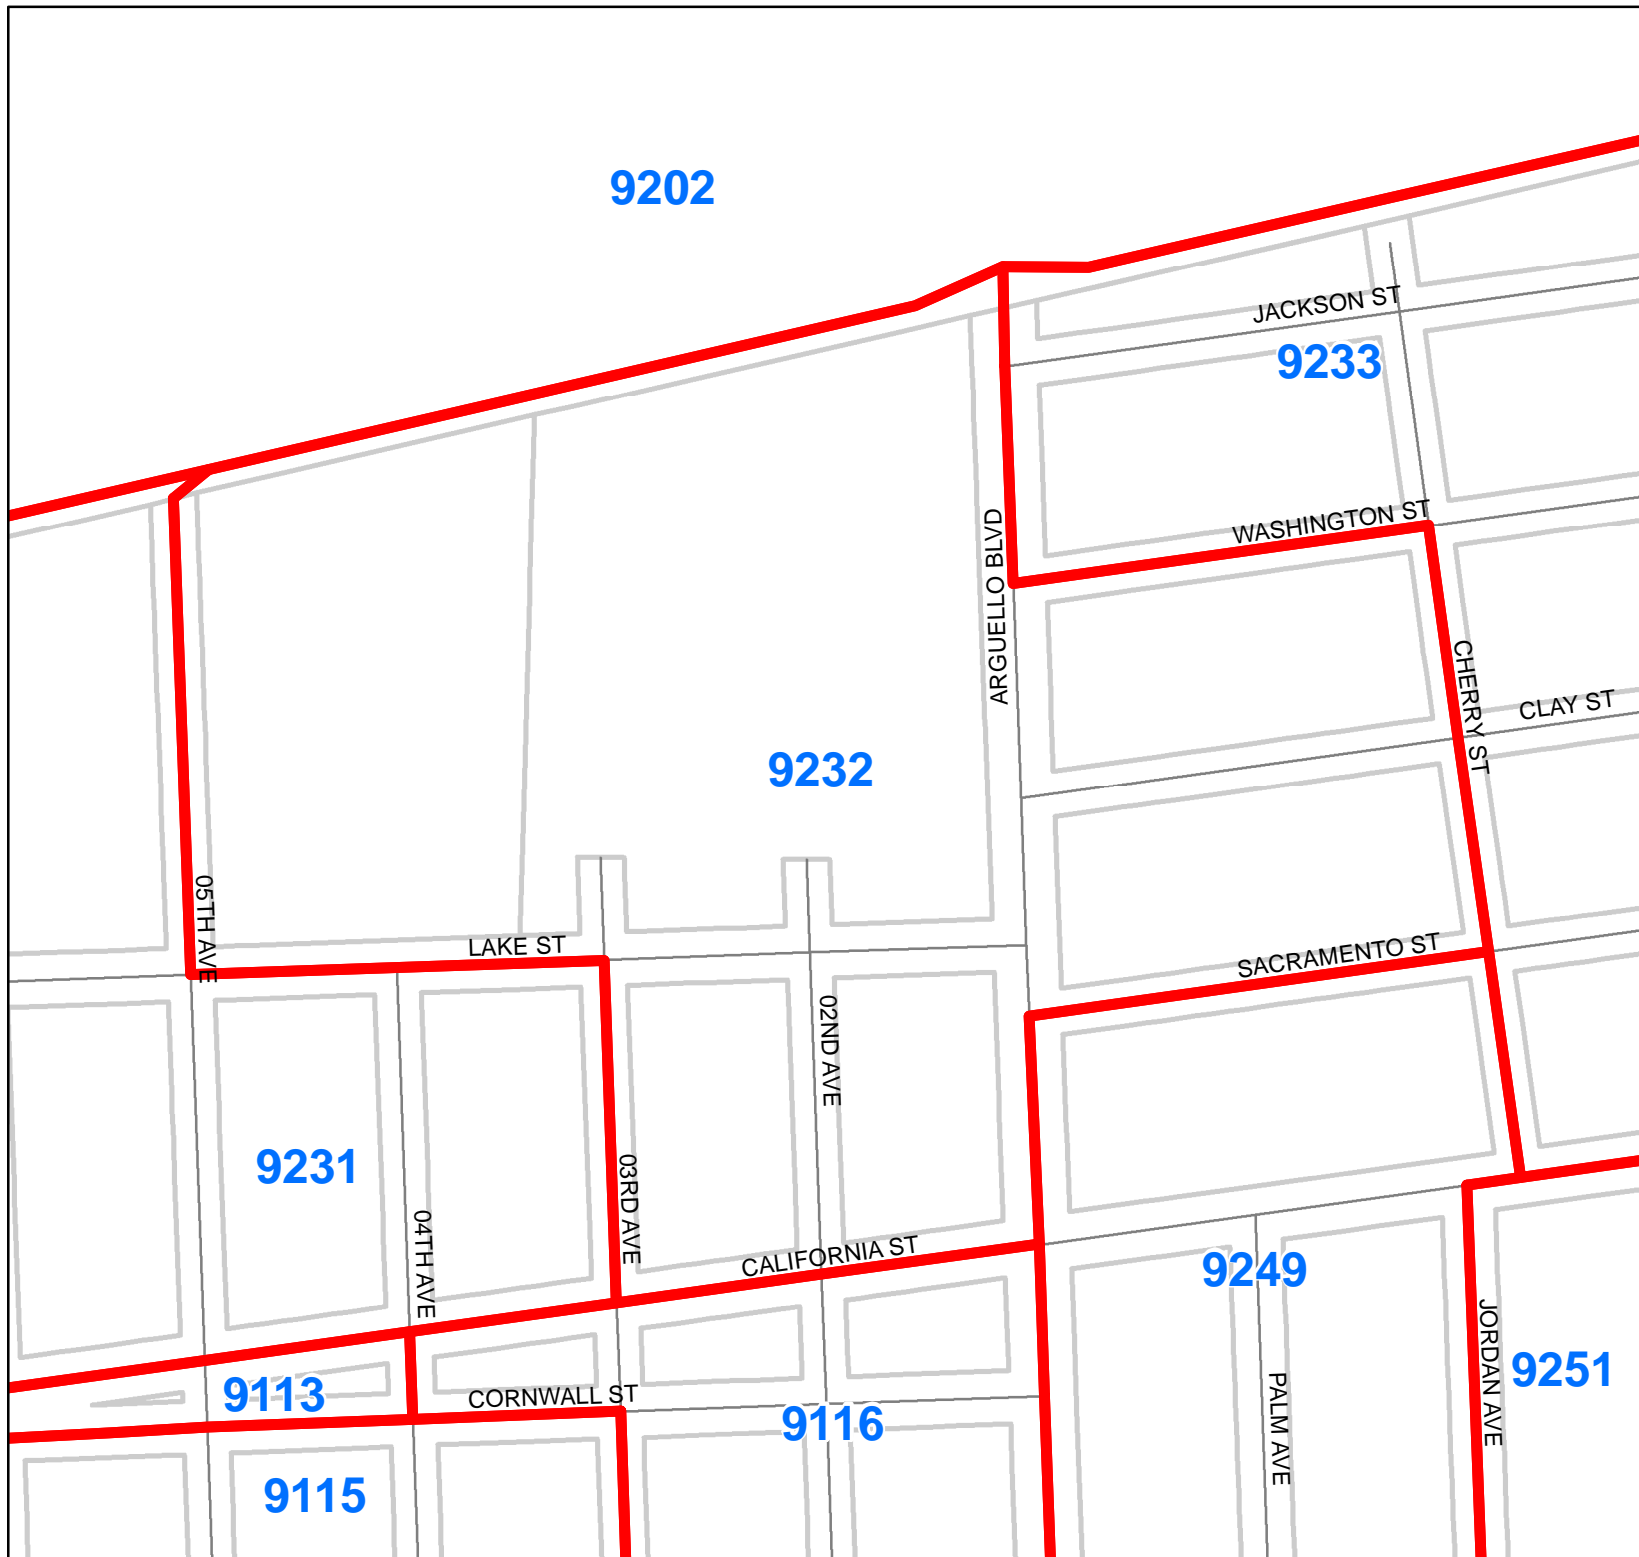 9202
JACKSON ST
9233
WASHINGTON ST
ARGUELLO BLVD
CHERRY ST
CLAY ST
9232
05TH AVE
LAKE ST
SACRAMENTO ST
02ND AVE
9231
03RD AVE
04TH AVE
CALIFORNIA ST
9249
JORDAN AVE
9251
9113
CORNWALL ST
PALM AVE
9116
9115